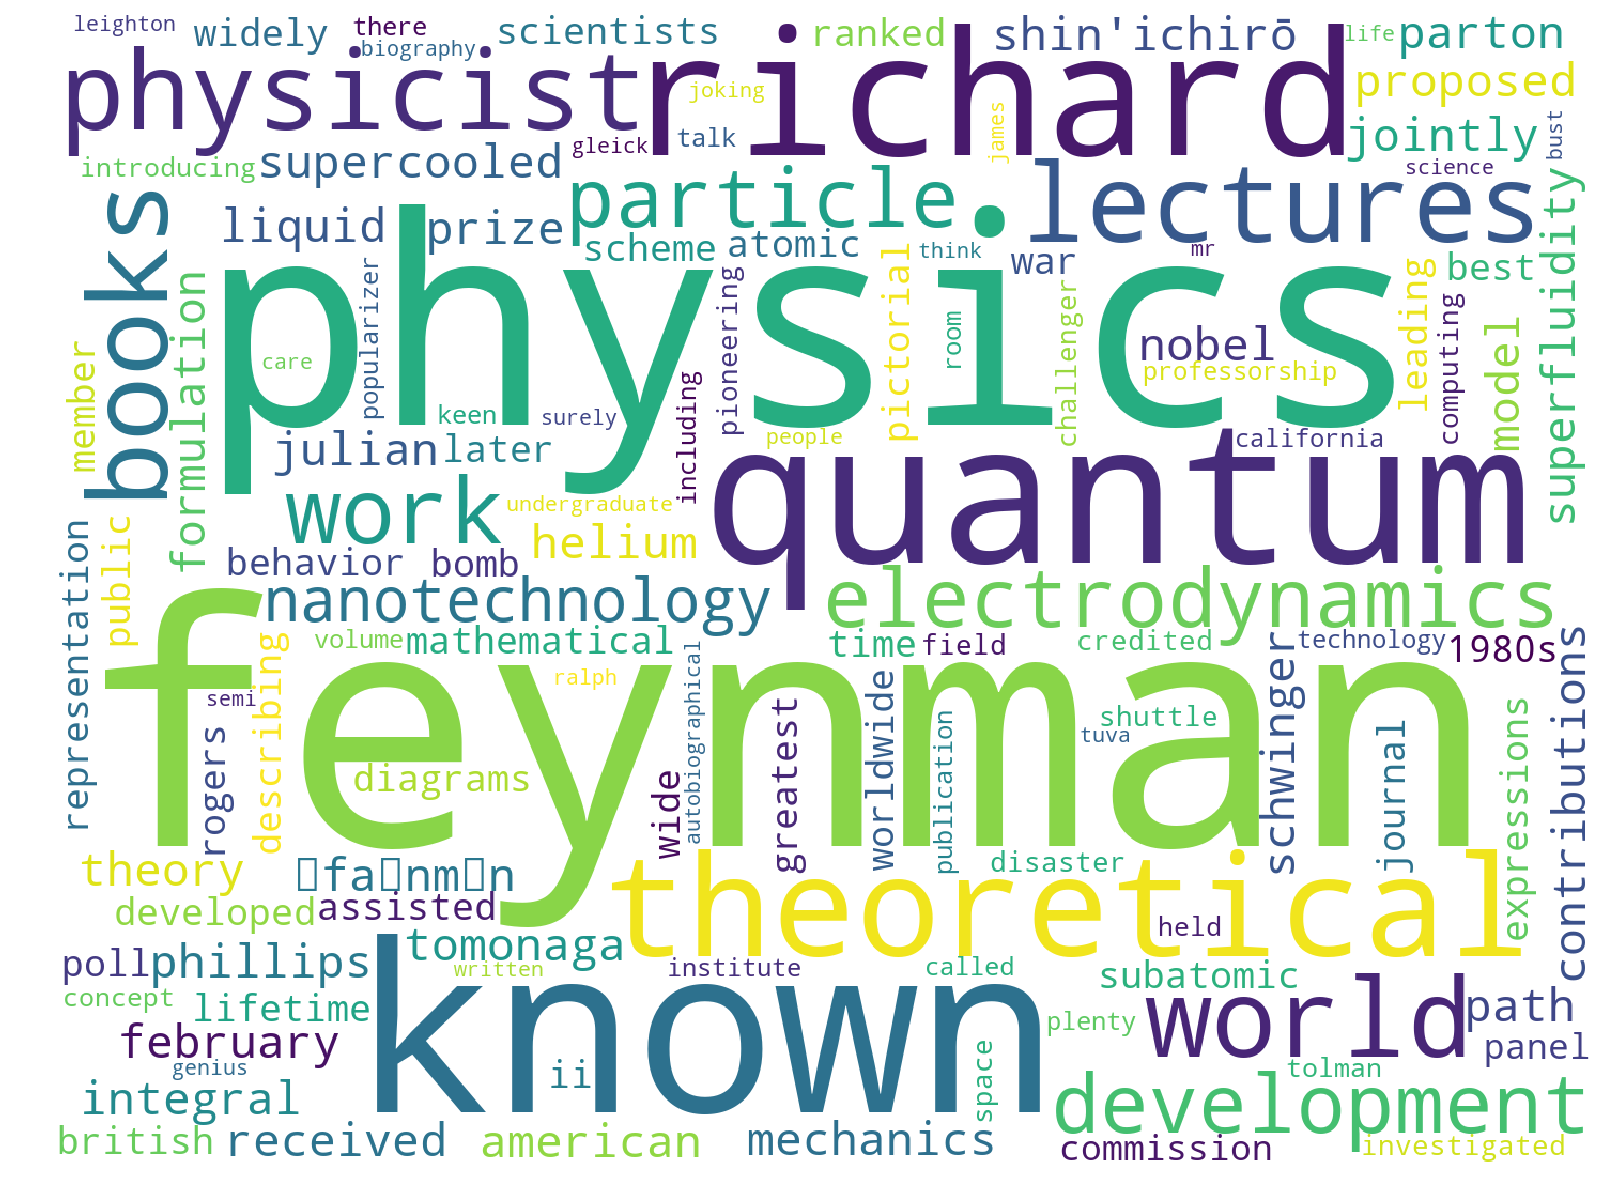 leighton
widely
there
biography
scientists
ranked
shin'ichirō
life
parton
physicist
richard
joking
proposed
introducing
supercooled
gleick
talk
james
jointly
bust
science
books
particle
lectures
liquid
prize
scheme
atomic
think
war
mr
best
superfluidity
physics
formulation
popularizer
care
pioneering
pictorial
room
challenger
nobel
professorship
leading
computing
model
member
keen
surely
including
people
california
julian
later
work
undergraduate
quantum
public
behavior
bomb
helium
representation
nanotechnology
electrodynamics
volume
mathematical
time
field
credited
technology
1980s
feynman
describing
ralph
autobiographical
semi
rogers
diagrams
wide
greatest
worldwide
publication
shuttle
tuva
schwinger
journal
expressions
contributions
theory
fa nm n
disaster
developed
assisted
theoretical
held
poll
phillips
tomonaga
written
institute
called
subatomic
concept
lifetime
known
world
path
plenty
february
panel
genius
ii
space
tolman
integral
development
british
received
american
mechanics
commission
investigated